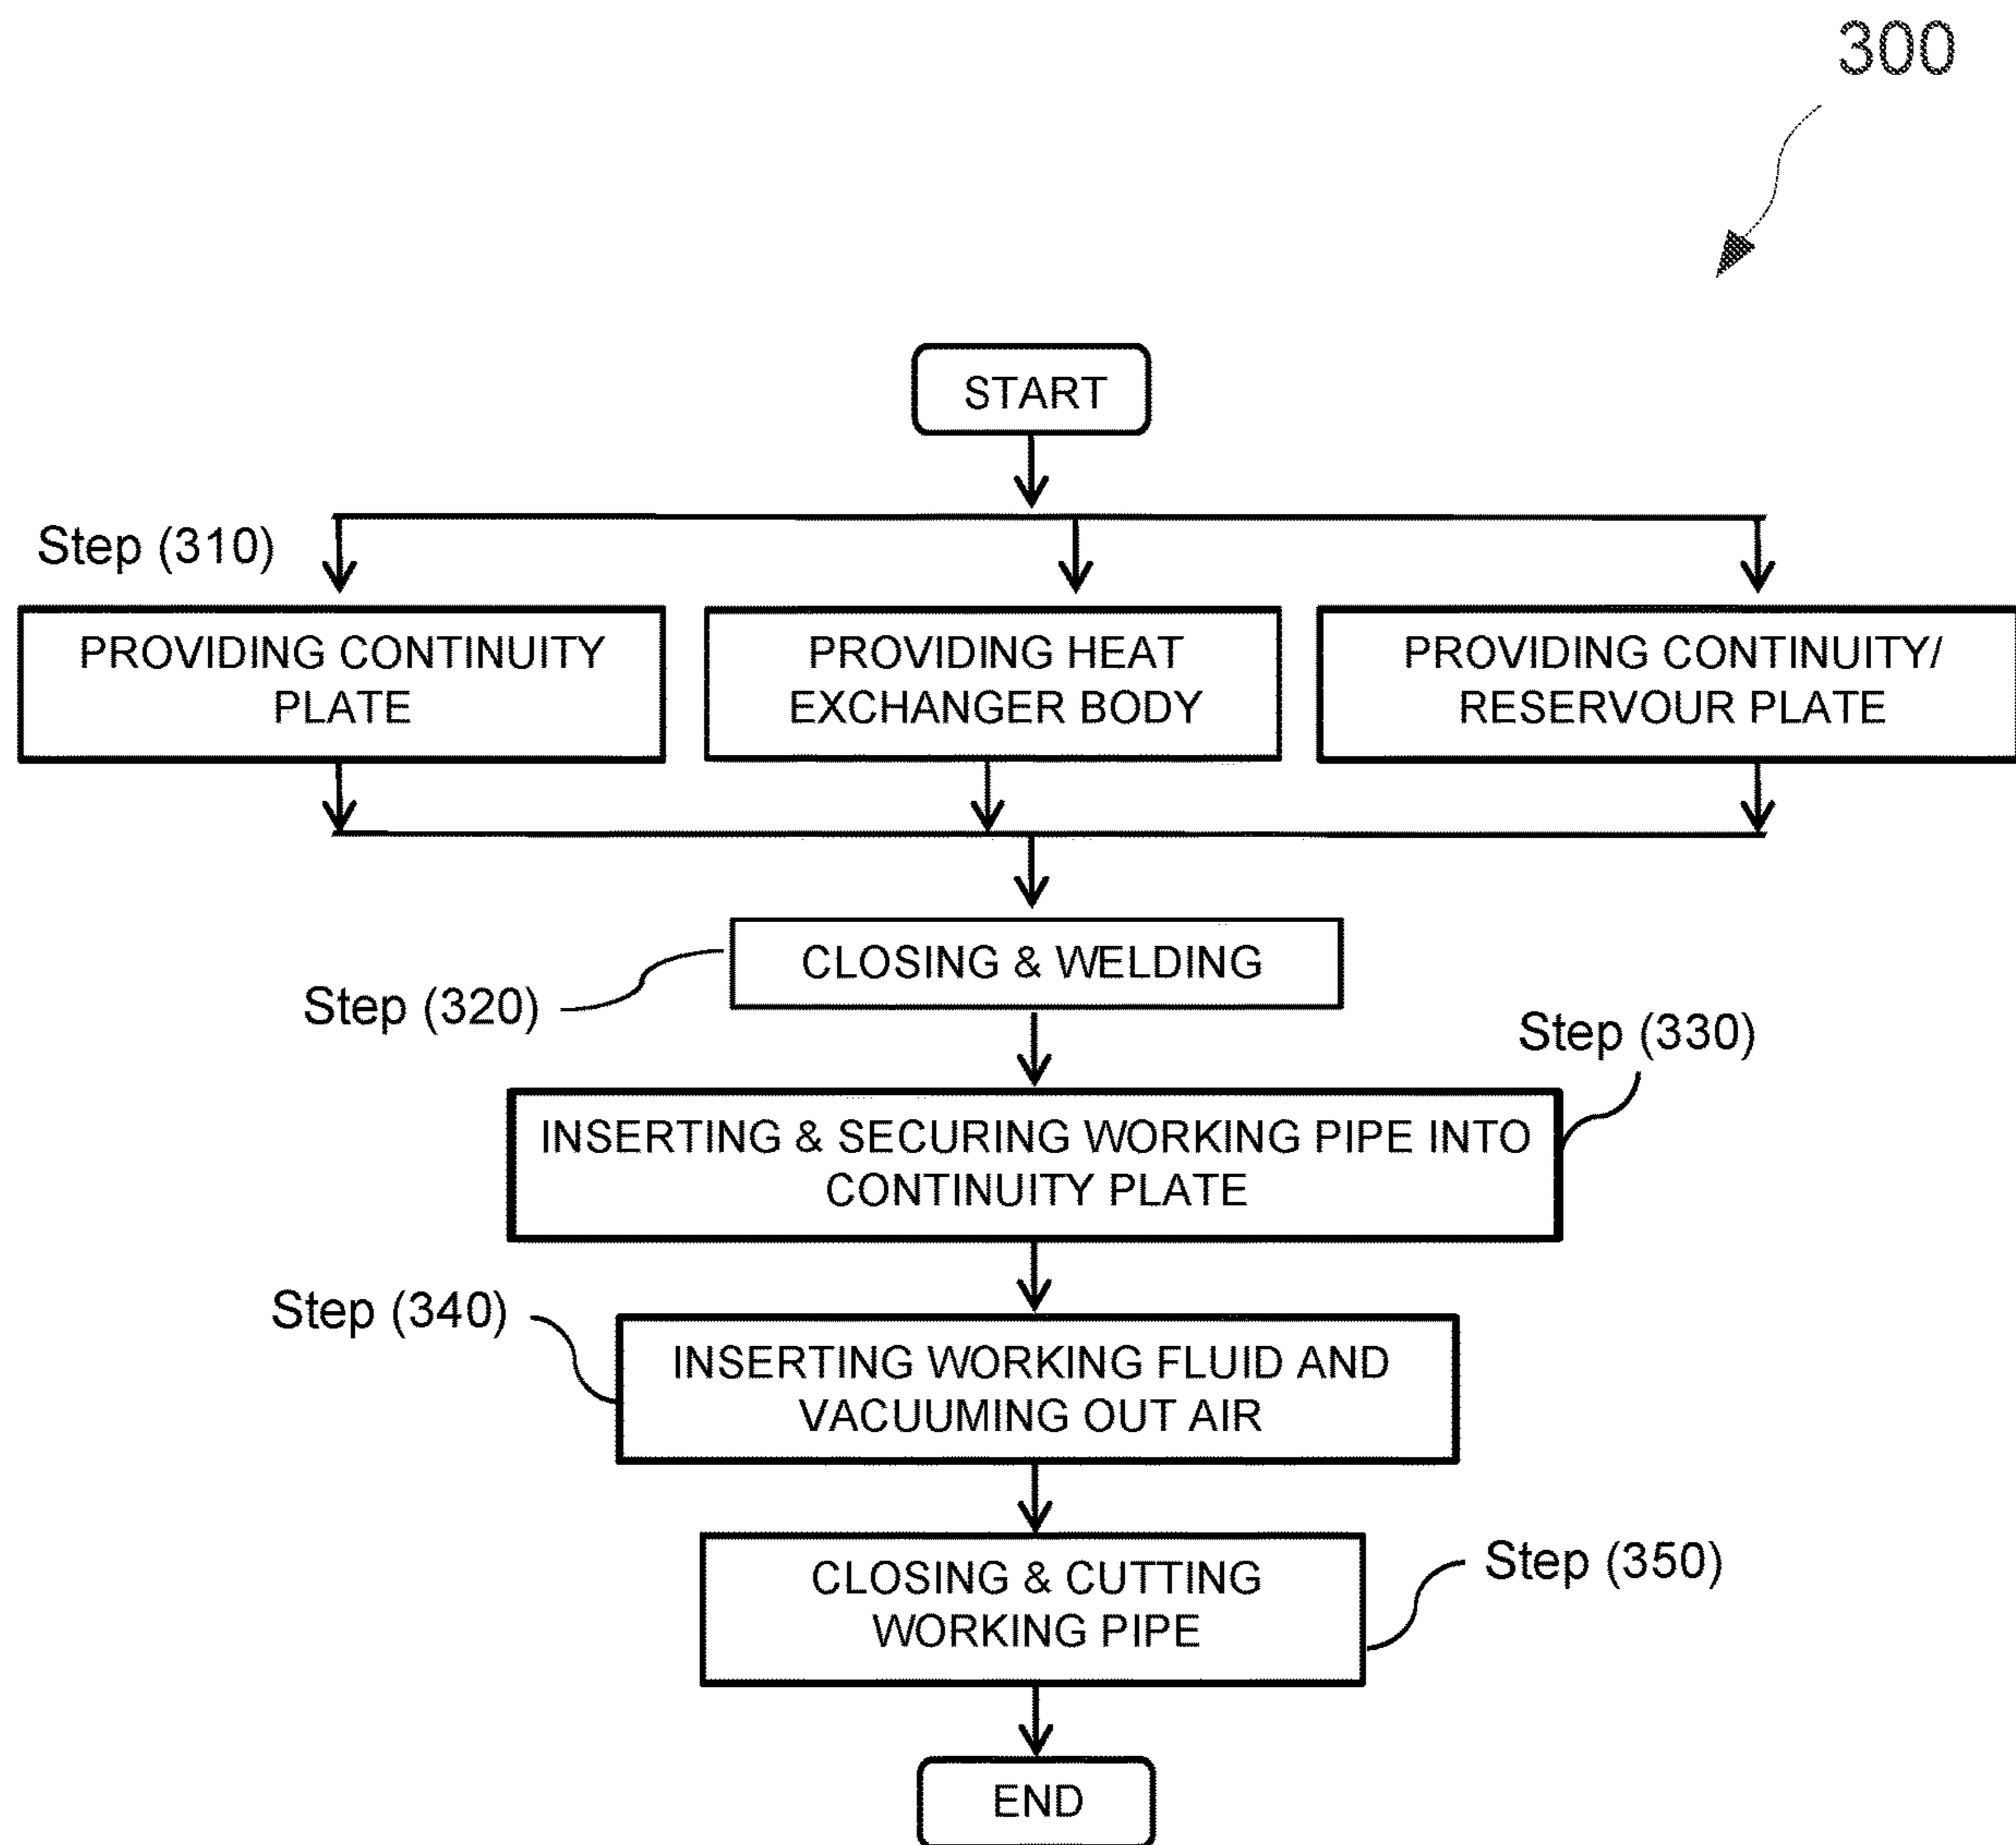 300
START
Step (310)
PROVIDING CONTINUITY
PLATE
PROVIDING HEAT
EXCHANGER BODY
PROVIDING CONTINUITY/
RESERVOUR PLATE
CLOSING & WELDING
Step (320)
Step (330)
INSERTING & SECURING WORKING PIPE INTO
CONTINUITY PLATE
Step (340)
INSERTING WORKING FLUID AND
VACUUMING OUT AIR
CLOSING & CUTTING
WORKING PIPE
Step (350)
END